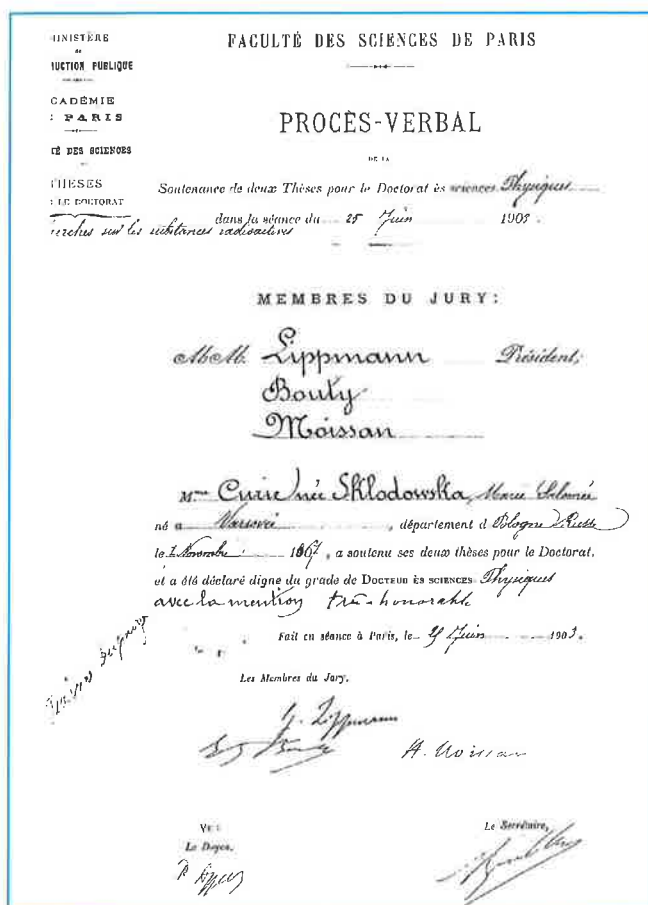 INISTÈRE
de
UCTION PUBLIQUE
CADÉMIE
PARIS
TÉ DES SCIENCES
THÈSES
LE DOCTORAT
FACULTÉ DES SCIENCES DE PARIS
PROCÈS-VERBAL
DE LA
Soutenance de deux Thèses pour le Doctorat ès sciences Physiques
dans la séance du 25 Juin 1903.
erches sur les substances radioactives
MEMBRES DU JURY:
MM. Lippmann Président,
Bouty
Moissan
Mme Curie née Sklodowska, Marie Salomée
né à Varsovie, département d Pologne Russe
le 7 Novembre 1867, a soutenu ses deux thèses pour le Doctorat,
et a été déclaré digne du grade de DOCTEUR ÈS SCIENCES Physiques
avec la mention très-honorable
Fait en séance à Paris, le 25 Juin 1903.
Les Membres du Jury,
G. Lippmann
H. Moissan
Vu:
Le Doyen,
Le Secrétaire,